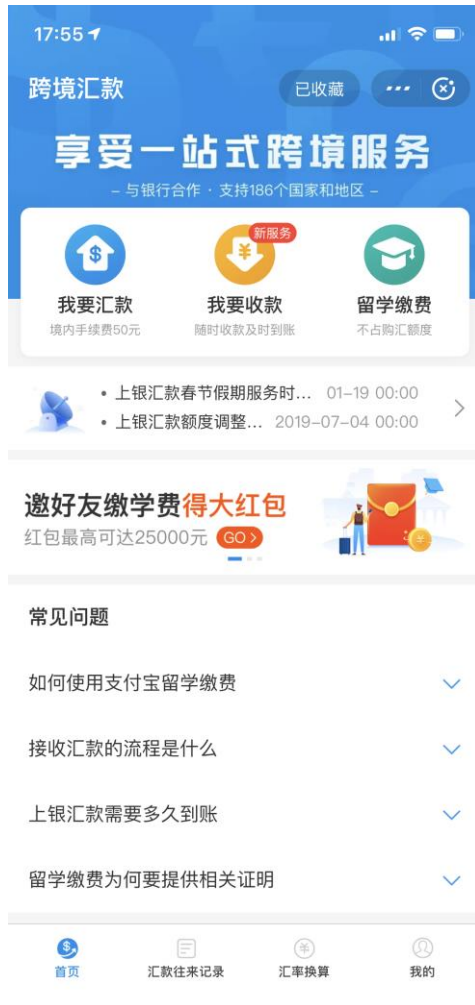 17:55
跨境汇款
已收藏
享受一站式跨境服务
– 与银行合作 · 支持186个国家和地区 –
新服务
我要汇款 我要收款 留学缴费
境内手续费50元 随时收款及时到账 不占购汇额度
• 上银汇款春节假期服务时... 01-19 00:00
• 上银汇款额度调整... 2019-07-04 00:00
邀好友缴学费得大红包
红包最高可达25000元 GO
常见问题
如何使用支付宝留学缴费
接收汇款的流程是什么
上银汇款需要多久到账
留学缴费为何要提供相关证明
首页 汇款往来记录 汇率换算 我的